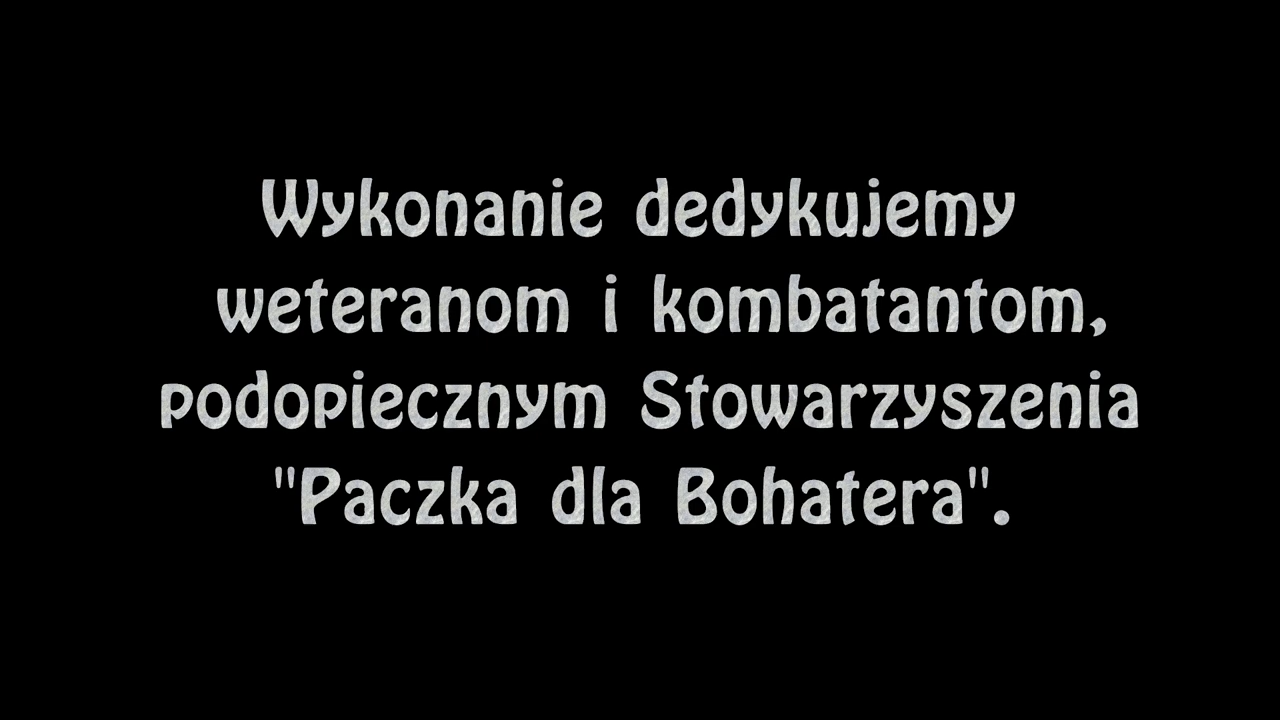 Wykonanie dedykujemy
weteranom i kombatantom,
podopiecznym Stowarzyszenia
"Paczka dla Bohatera".